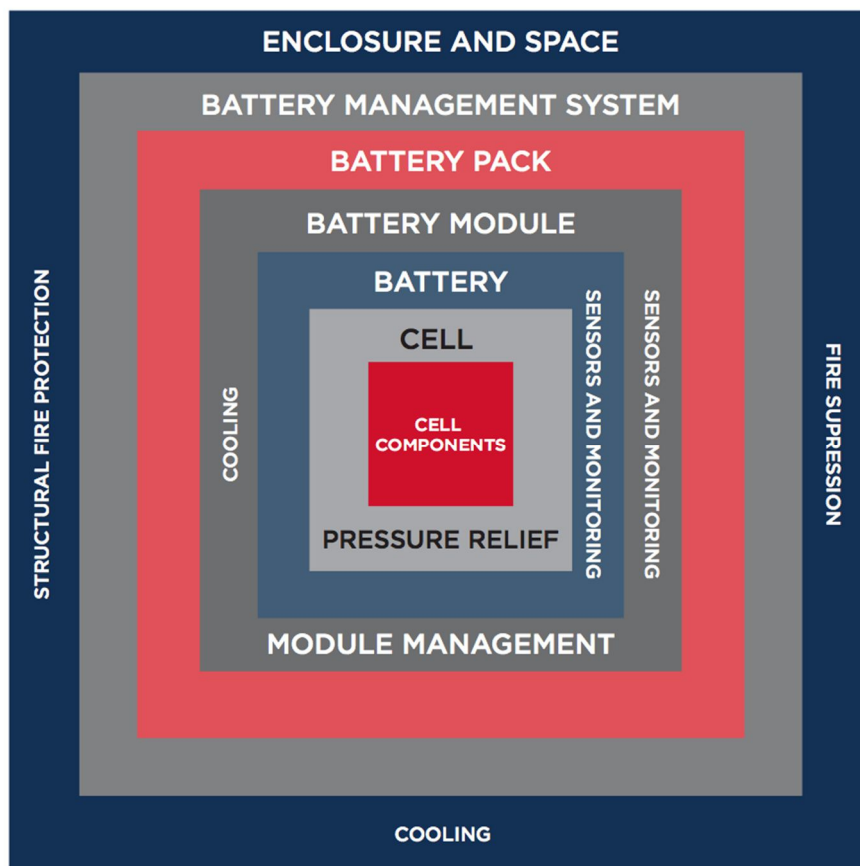 ENCLOSURE AND SPACE
BATTERY MANAGEMENT SYSTEM
BATTERY PACK
BATTERY MODULE
BATTERY
CELL
CELL
COMPONENTS
PRESSURE RELIEF
MODULE MANAGEMENT
COOLING
STRUCTURAL FIRE PROTECTION
COOLING
SENSORS AND MONITORING
SENSORS AND MONITORING
FIRE SUPRESSION